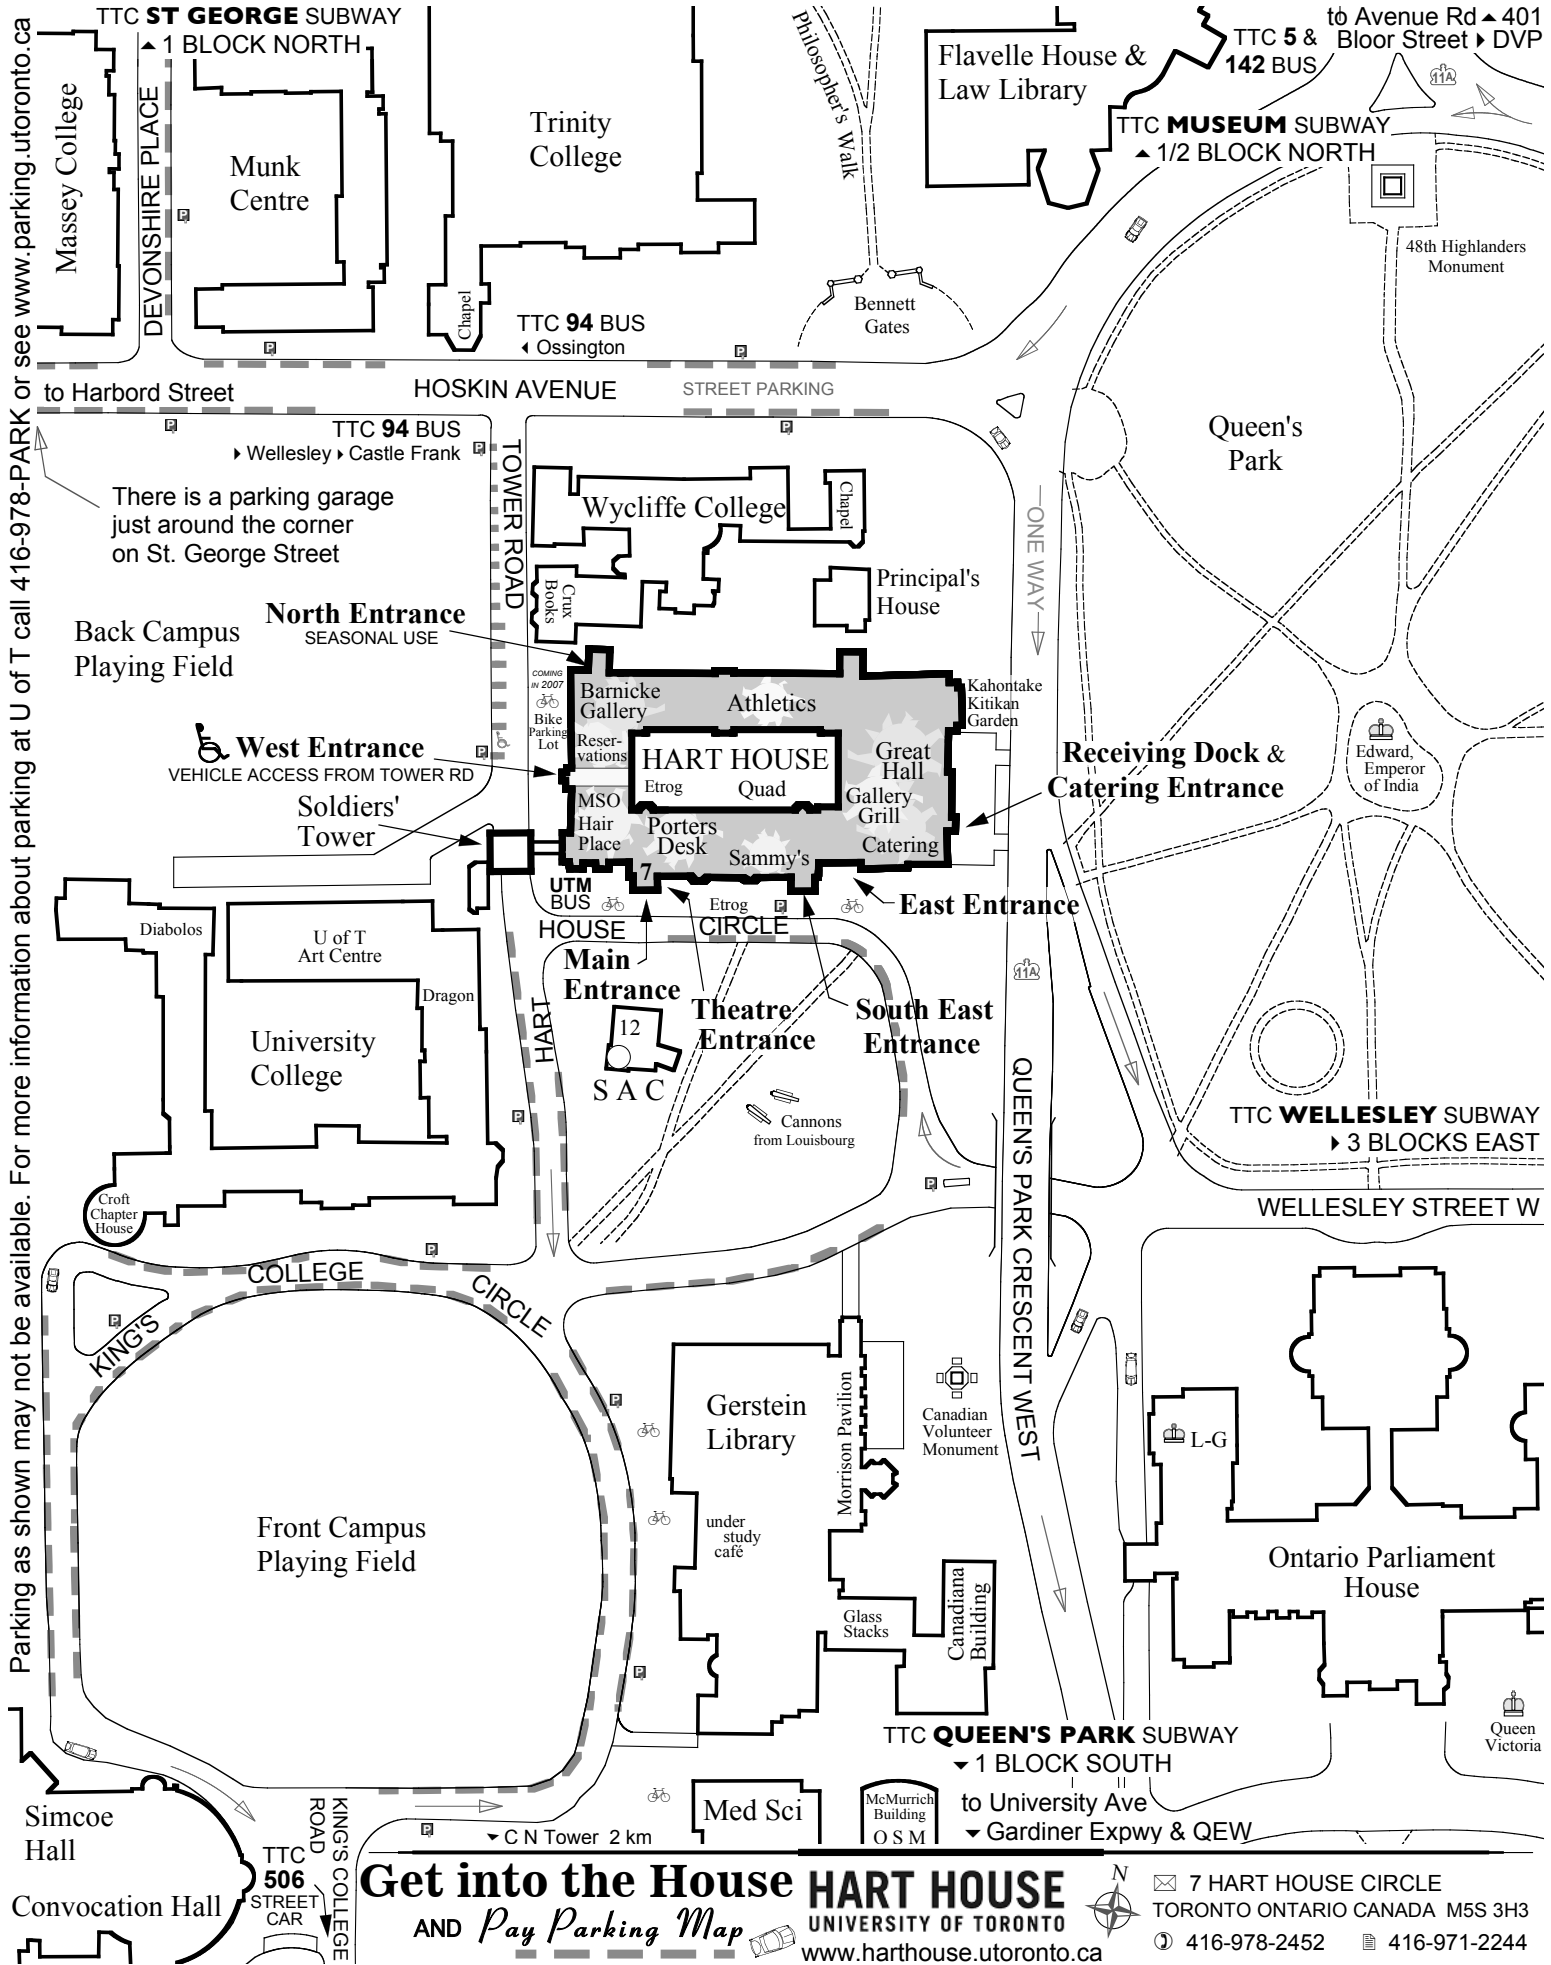 TTC ST GEORGE SUBWAY
1 BLOCK NORTH
Parking as shown may not be available. For more information about parking at U of T call 416-978-PARK or see www.parking.utoronto.ca
Massey College
DEVONSHIRE PLACE
Munk
Centre
Trinity
College
Chapel
Philosopher's Walk
Flavelle House &
Law Library
TTC 5 &
142 BUS
to Avenue Rd 401
Bloor Street DVP
11A
TTC MUSEUM SUBWAY
1/2 BLOCK NORTH
48th Highlanders
Monument
Bennett
Gates
TTC 94 BUS
Ossington
to Harbord Street
HOSKIN AVENUE
STREET PARKING
TTC 94 BUS
Wellesley Castle Frank
There is a parking garage
just around the corner
on St. George Street
TOWER ROAD
Wycliffe College
Chapel
Crux
Books
Principal's
House
ONE WAY
Queen's
Park
Back Campus
Playing Field
North Entrance
SEASONAL USE
COMING
IN 2007
Bike
Parking
Lot
Barnicke
Gallery
Athletics
Kahontake
Kitikan
Garden
Reser-
vations
HART HOUSE
Etrog
Quad
Great
Hall
Gallery
Grill
West Entrance
VEHICLE ACCESS FROM TOWER RD
Receiving Dock &
Catering Entrance
Edward,
Emperor
of India
Soldiers'
Tower
MSO
Hair
Place
Porters
Desk
Sammy's
Catering
7
UTM
BUS
Etrog
East Entrance
HART
HOUSE
CIRCLE
Main
Entrance
Theatre
Entrance
South East
Entrance
11A
Diabolos
U of T
Art Centre
Dragon
University
College
12
S A C
Cannons
from Louisbourg
QUEEN'S PARK CRESCENT WEST
TTC WELLESLEY SUBWAY
3 BLOCKS EAST
WELLESLEY STREET W
Croft
Chapter
House
KING'S
COLLEGE
CIRCLE
Gerstein
Library
Morrison Pavilion
Canadian
Volunteer
Monument
L-G
under
study
café
Front Campus
Playing Field
Glass
Stacks
Canadiana
Building
Ontario Parliament
House
Queen
Victoria
TTC QUEEN'S PARK SUBWAY
1 BLOCK SOUTH
to University Ave
Gardiner Expwy & QEW
Simcoe
Hall
Convocation Hall
KING'S COLLEGE
ROAD
TTC
506
STREET
CAR
Med Sci
McMurrich
Building
O S M
C N Tower 2 km
Get into the House
AND Pay Parking Map
HART HOUSE
UNIVERSITY OF TORONTO
www.harthouse.utoronto.ca
N
7 HART HOUSE CIRCLE
TORONTO ONTARIO CANADA M5S 3H3
416-978-2452 416-971-2244